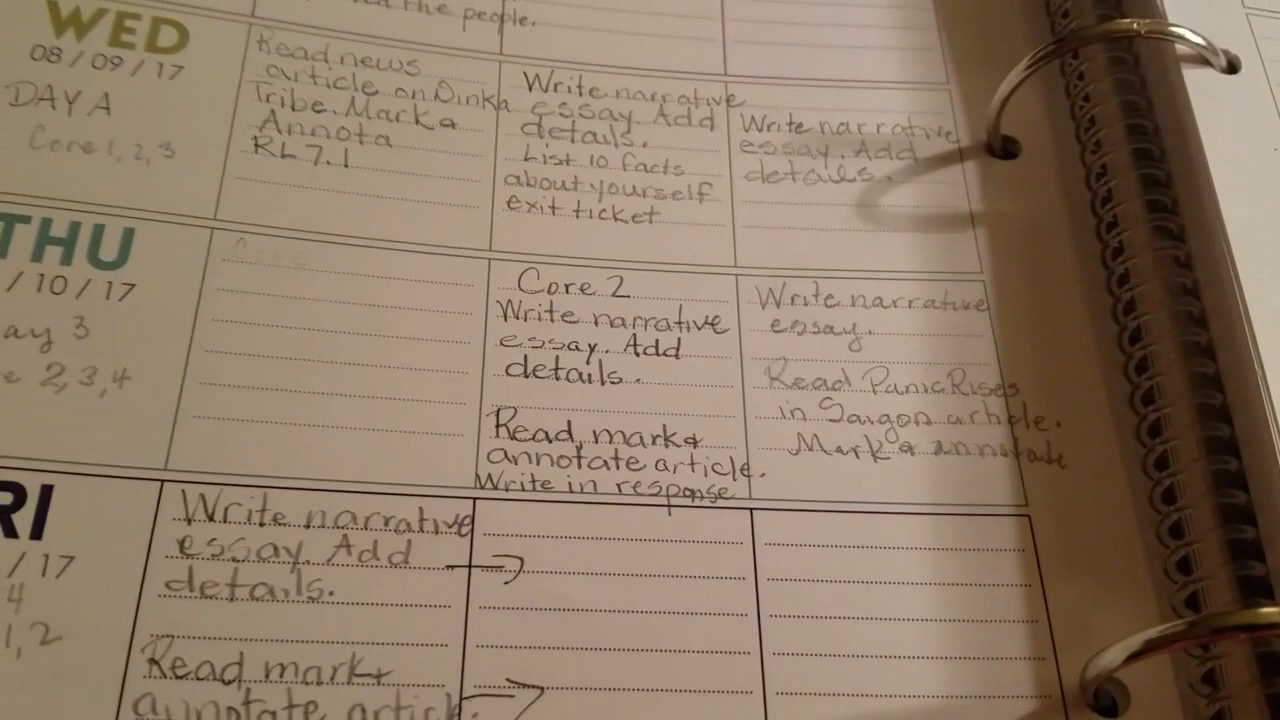 the people.
WED
08/09/17
DAY A
Core 1, 2, 3
Read news
article on Dinka
Tribe. Mark &
Annota
RL 7.1
Write narrative
essay. Add
details.
List 10 facts
about yourself
exit ticket
Write narrative
essay. Add
details.
THU
/10/17
ay 3
e 2,3,4
Core 2
Write narrative
essay. Add
details.
Read, mark &
annotate article.
Write in response
Write narrative
essay.
Read Panic Rises
in Saigon article.
Mark & annotate
RI
/17
4
1,2
Write narrative
essay. Add
details.
Read mark &
annotate article.